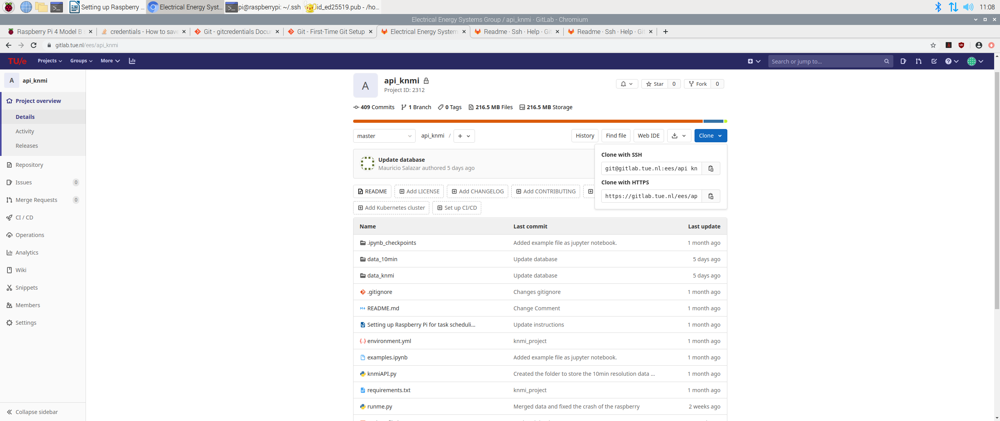 Setting up Raspberry ...
Electrical Energy Syst...
pi@raspberrypi: ~/.ssh
id_ed25519.pub - /ho...
11:08
Electrical Energy Systems Group / api_knmi · GitLab - Chromium
Raspberry Pi 4 Model B s
credentials - How to save
Git - gitcredentials Docu
Git - First-Time Git Setup
Electrical Energy System
Readme · Ssh · Help · Git
Readme · Ssh · Help · Git
gitlab.tue.nl/ees/api_knmi
TU/e
Projects
Groups
More
Search or jump to...
A
api_knmi
Project overview
Details
Activity
Releases
Repository
Issues 0
Merge Requests 0
CI / CD
Operations
Analytics
Wiki
Snippets
Members
Settings
Collapse sidebar
A
api_knmi
Project ID: 2312
Star 0
Fork 0
409 Commits
1 Branch
0 Tags
216.5 MB Files
216.5 MB Storage
master
api_knmi /
+
History
Find file
Web IDE
Clone
Clone with SSH
git@gitlab.tue.nl:ees/api_kn
Clone with HTTPS
https://gitlab.tue.nl/ees/ap
Update database
Mauricio Salazar authored 5 days ago
README
Add LICENSE
Add CHANGELOG
Add CONTRIBUTING
Add Kubernetes cluster
Set up CI/CD
Name Last commit Last update
.ipynb_checkpoints Added example file as jupyter notebook. 1 month ago
data_10min Update database 5 days ago
data_knmi Update database 5 days ago
.gitignore Changes gitignore 1 month ago
README.md Change Comment 1 month ago
Setting up Raspberry Pi for task scheduli... Update instructions 1 month ago
environment.yml knmi_project 1 month ago
examples.ipynb Added example file as jupyter notebook. 1 month ago
knmiAPI.py Created the folder to store the 10min resolution data ... 1 month ago
requirements.txt knmi_project 1 month ago
runme.py Merged data and fixed the crash of the raspberry 2 weeks ago